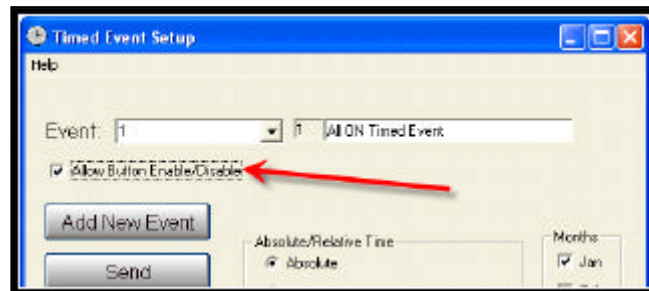 Timed Event Setup
Help
Event: 1 1 All ON Timed Event
Allow Button Enable/Disable
Add New Event
Absolute/Relative Time
Months
Absolute
Jan
Send